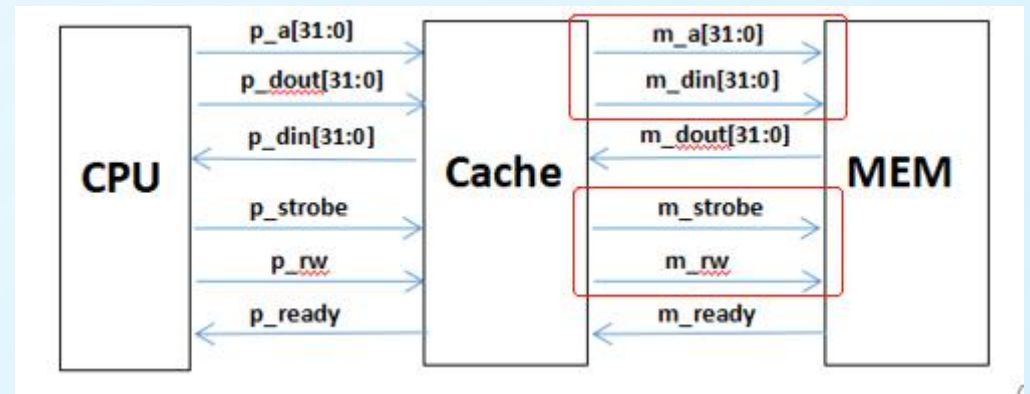 p_a[31:0]
m_a[31:0]
p_dout[31:0]
m_din[31:0]
p_din[31:0]
m_dout[31:0]
CPU
Cache
MEM
p_strobe
m_strobe
p_rw
m_rw
p_ready
m_ready